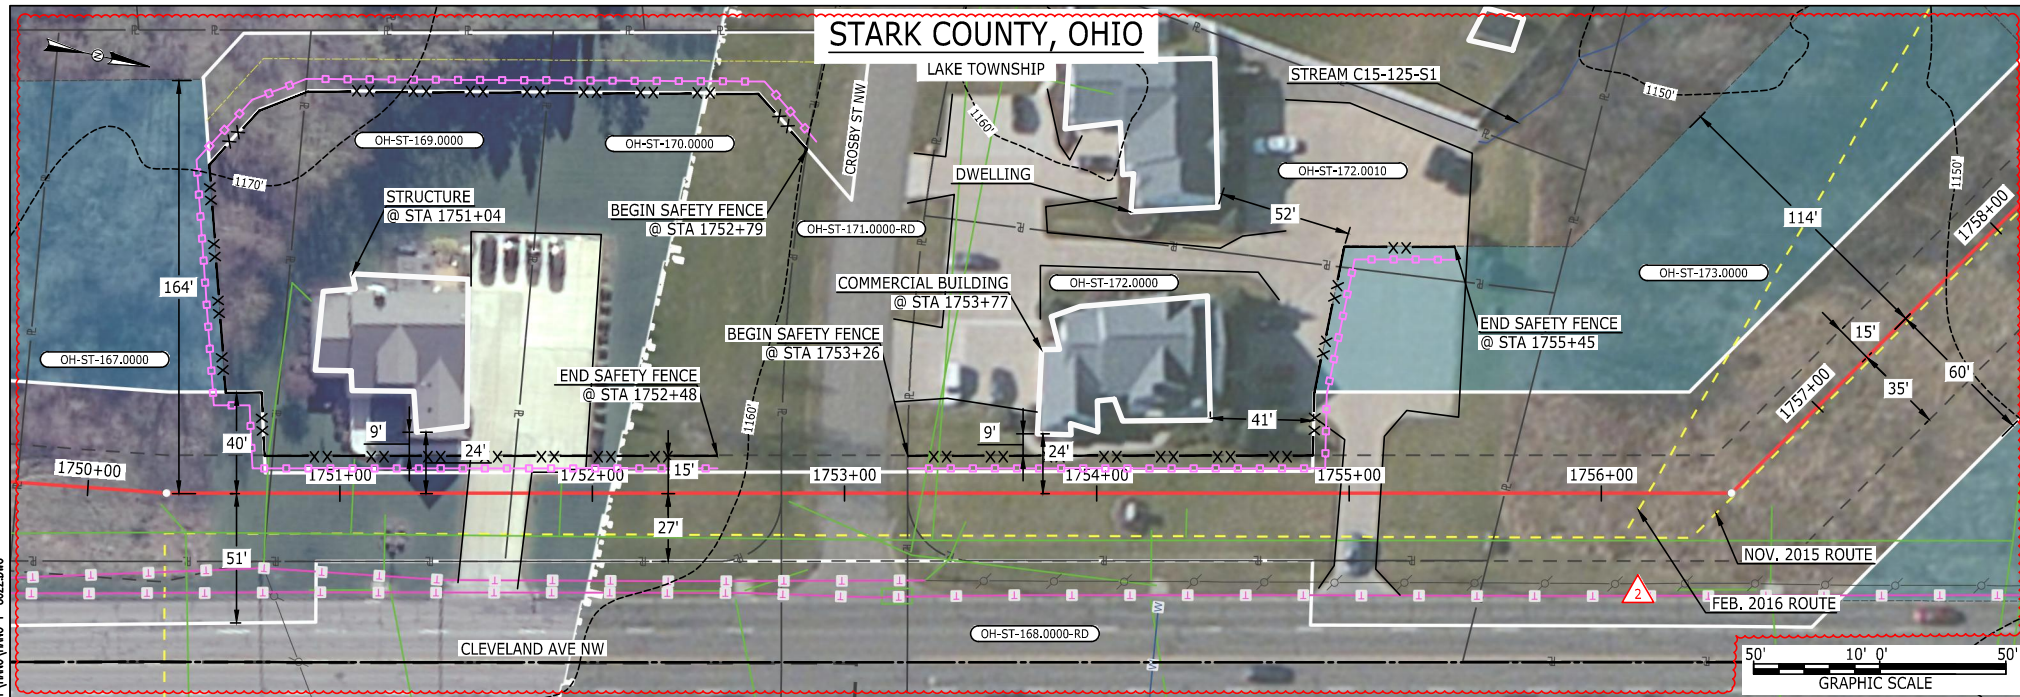 STARK COUNTY, OHIO
LAKE TOWNSHIP
N
STREAM C15-125-S1
1150'
CROSBY ST NW
1160'
OH-ST-169.0000
OH-ST-170.0000
1170'
STRUCTURE
@ STA 1751+04
BEGIN SAFETY FENCE
@ STA 1752+79
DWELLING
OH-ST-172.0010
52'
114'
1150'
1758+00
OH-ST-171.0000-RD
OH-ST-173.0000
164'
COMMERCIAL BUILDING
@ STA 1753+77
OH-ST-172.0000
OH-ST-167.0000
BEGIN SAFETY FENCE
@ STA 1753+26
END SAFETY FENCE
@ STA 1755+45
15'
60'
35'
1757+00
END SAFETY FENCE
@ STA 1752+48
1160'
40'
9'
24'
15'
9'
24'
41'
1750+00
1751+00
1752+00
1753+00
1754+00
1755+00
1756+00
27'
51'
NOV. 2015 ROUTE
2
FEB. 2016 ROUTE
CLEVELAND AVE NW
OH-ST-168.0000-RD
50'
10'
0'
50'
GRAPHIC SCALE